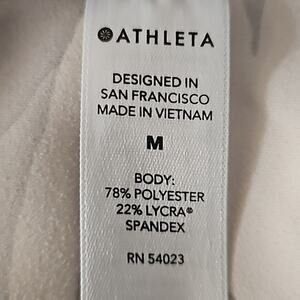 ATHLETA
DESIGNED IN
SAN FRANCISCO
MADE IN VIETNAM
M
BODY:
78% POLYESTER
22% LYCRA®
SPANDEX
RN 54023